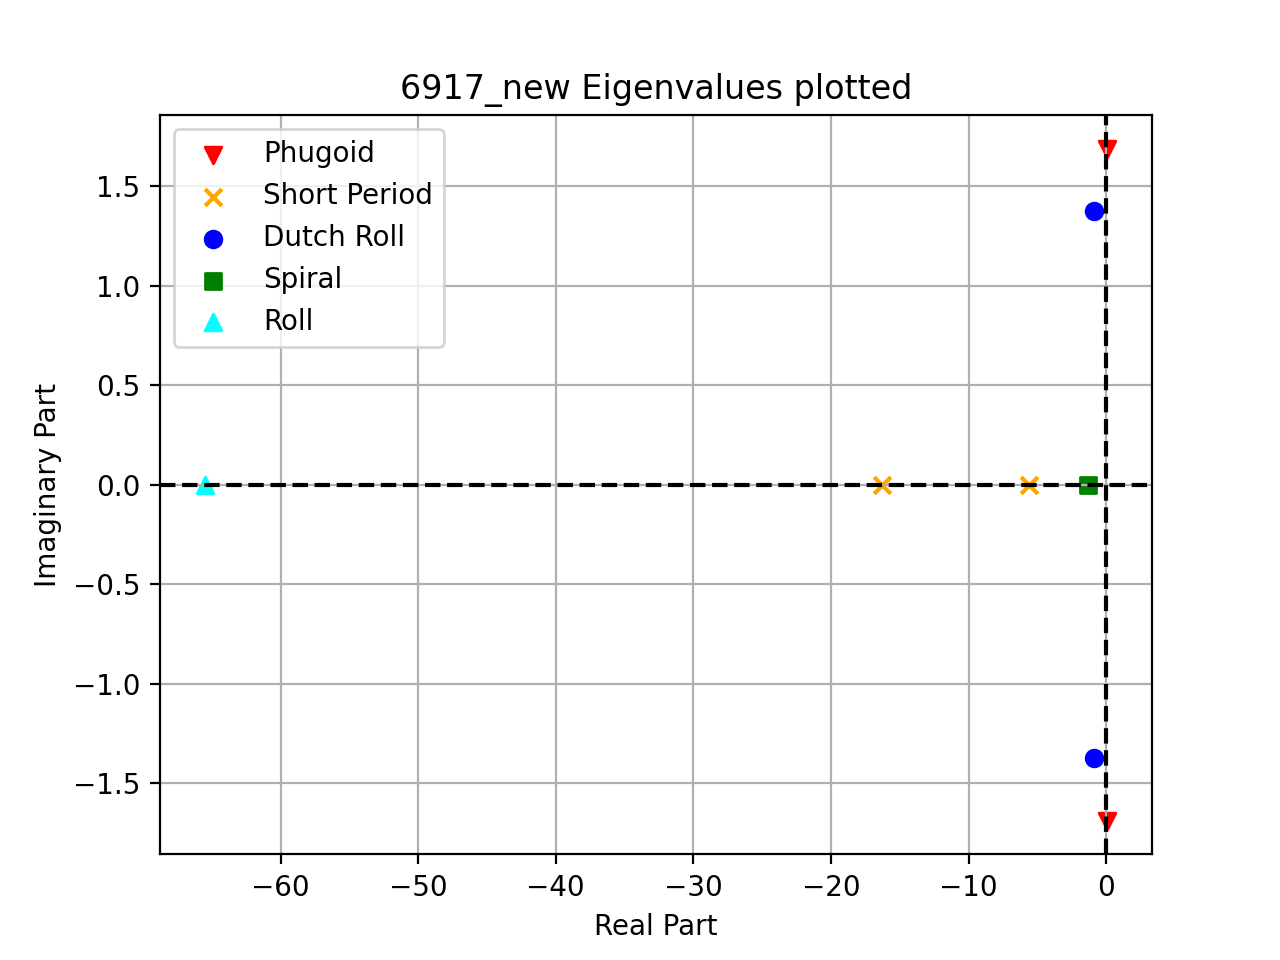 6917_new Eigenvalues plotted
Phugoid
Short Period
Dutch Roll
Spiral
Roll
1.5
1.0
0.5
0.0
−0.5
−1.0
−1.5
Imaginary Part
−60 −50 −40 −30 −20 −10 0
Real Part